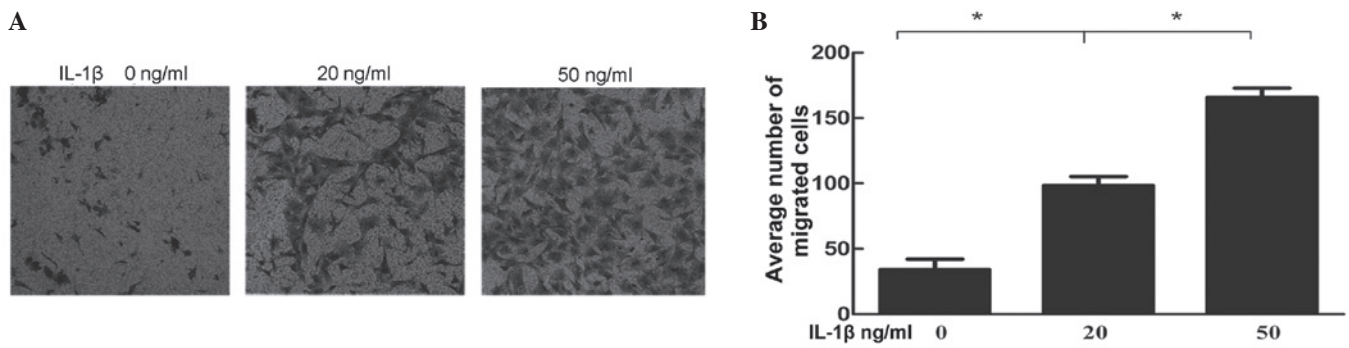 A
IL-1β 0 ng/ml
20 ng/ml
50 ng/ml
B
* *
Average number of
migrated cells
200
150
100
50
0
IL-1β ng/ml 0 20 50